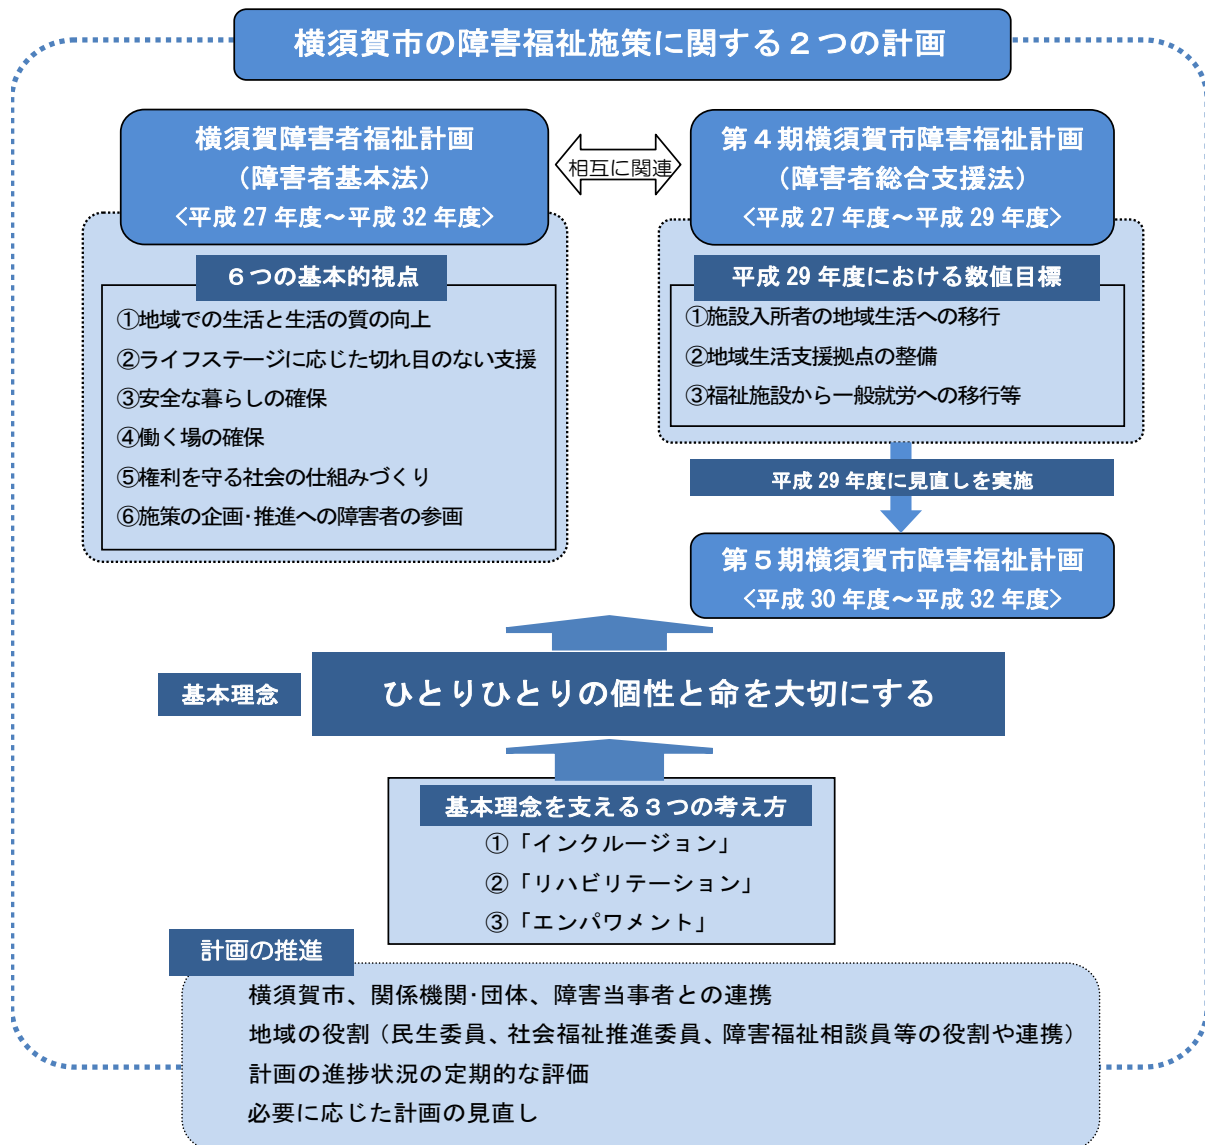 横須賀市の障害福祉施策に関する２つの計画
横須賀障害者福祉計画
（障害者基本法）
<平成 27 年度～平成 32 年度>
相互に関連
第４期横須賀市障害福祉計画
（障害者総合支援法）
<平成 27 年度～平成 29 年度>
６つの基本的視点
①地域での生活と生活の質の向上
②ライフステージに応じた切れ目のない支援
③安全な暮らしの確保
④働く場の確保
⑤権利を守る社会の仕組みづくり
⑥施策の企画･推進への障害者の参画
平成 29 年度における数値目標
①施設入所者の地域生活への移行
②地域生活支援拠点の整備
③福祉施設から一般就労への移行等
平成 29 年度に見直しを実施
第５期横須賀市障害福祉計画
<平成 30 年度～平成 32 年度>
基本理念
ひとりひとりの個性と命を大切にする
基本理念を支える３つの考え方
①「インクルージョン」
②「リハビリテーション」
③「エンパワメント」
計画の推進
横須賀市、関係機関･団体、障害当事者との連携
地域の役割（民生委員、社会福祉推進委員、障害福祉相談員等の役割や連携）
計画の進捗状況の定期的な評価
必要に応じた計画の見直し